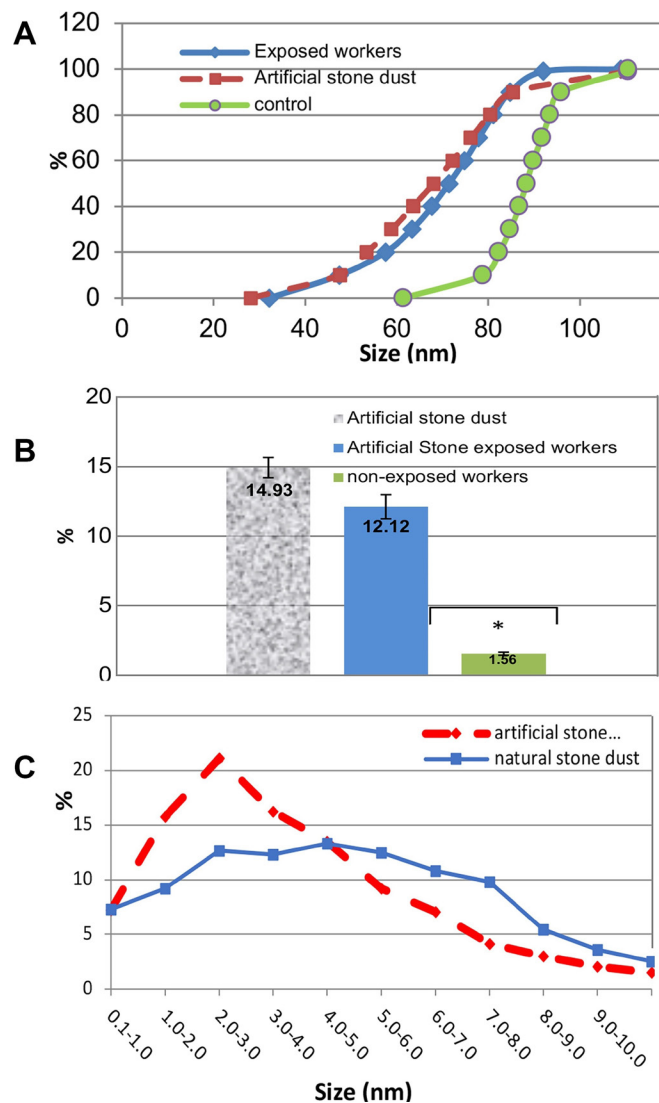 A
120
100
80
60
40
20
0
%
Exposed workers
Artificial stone dust
control
0 20 40 60 80 100
Size (nm)
B
20
15
10
5
0
%
Artificial stone dust
Artificial Stone exposed workers
non-exposed workers
14.93
12.12
*
1.56
C
25
20
15
10
5
0
%
artificial stone...
natural stone dust
0.1-1.0
1.0-2.0
2.0-3.0
3.0-4.0
4.0-5.0
5.0-6.0
6.0-7.0
7.0-8.0
8.0-9.0
9.0-10.0
Size (nm)